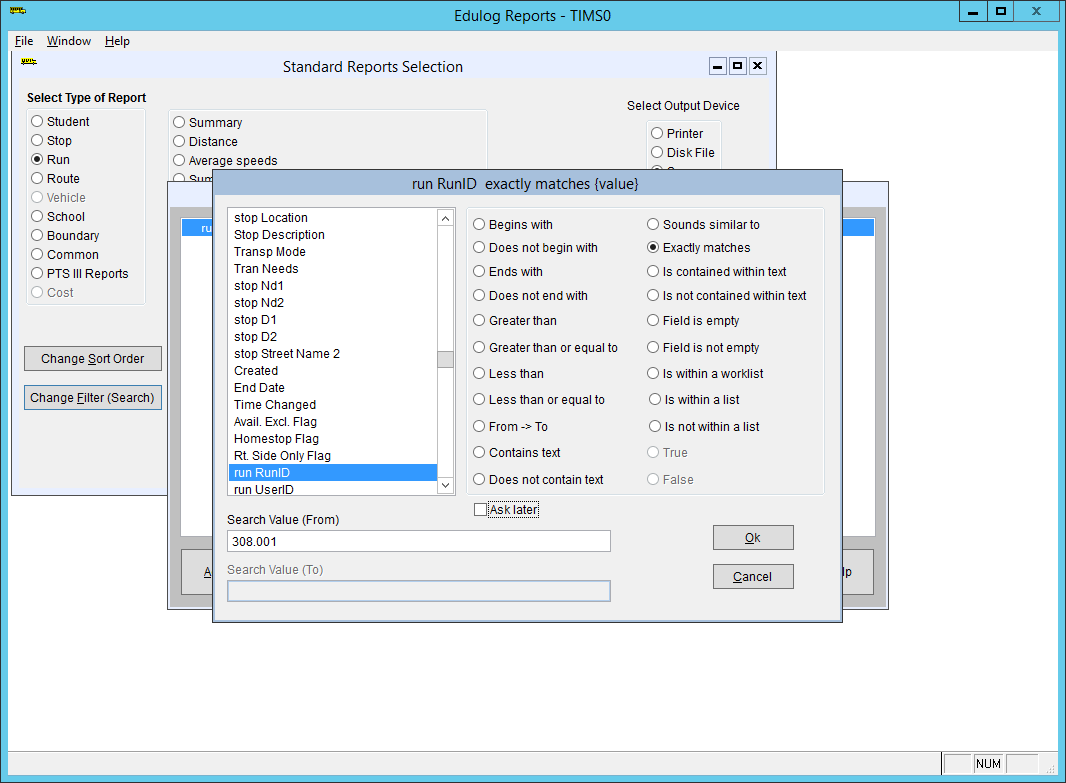 Edulog Reports - TIMS0
File Window Help
Standard Reports Selection
Select Type of Report
Student
Stop
Run
Route
Vehicle
School
Boundary
Common
PTS III Reports
Cost
Change Sort Order
Change Filter (Search)
Summary
Distance
Average speeds
Select Output Device
Printer
Disk File
run RunID exactly matches {value}
stop Location
Stop Description
Transp Mode
Tran Needs
stop Nd1
stop Nd2
stop D1
stop D2
stop Street Name 2
Created
End Date
Time Changed
Avail. Excl. Flag
Homestop Flag
Rt. Side Only Flag
run RunID
run UserID
Begins with
Does not begin with
Ends with
Does not end with
Greater than
Greater than or equal to
Less than
Less than or equal to
From -> To
Contains text
Does not contain text
Sounds similar to
Exactly matches
Is contained within text
Is not contained within text
Field is empty
Field is not empty
Is within a worklist
Is within a list
Is not within a list
True
False
Ask later
Search Value (From)
308.001
Search Value (To)
Ok
Cancel
NUM